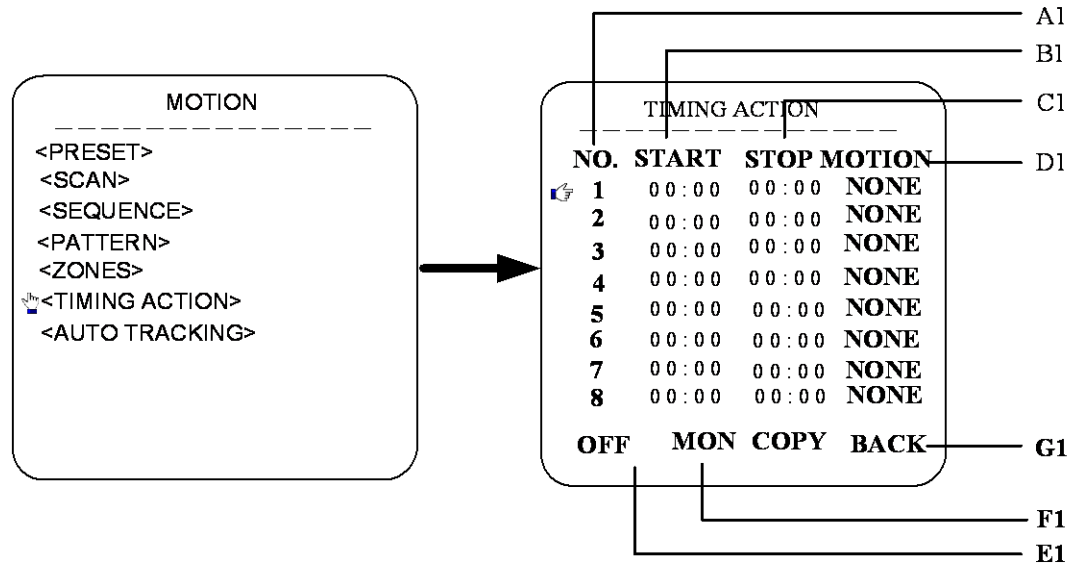 MOTION
<PRESET>
<SCAN>
<SEQUENCE>
<PATTERN>
<ZONES>
<TIMING ACTION>
<AUTO TRACKING>
TIMING ACTION
NO. START STOP MOTION
1 00:00 00:00 NONE
2 00:00 00:00 NONE
3 00:00 00:00 NONE
4 00:00 00:00 NONE
5 00:00 00:00 NONE
6 00:00 00:00 NONE
7 00:00 00:00 NONE
8 00:00 00:00 NONE
OFF MON COPY BACK
A1
B1
C1
D1
G1
F1
E1